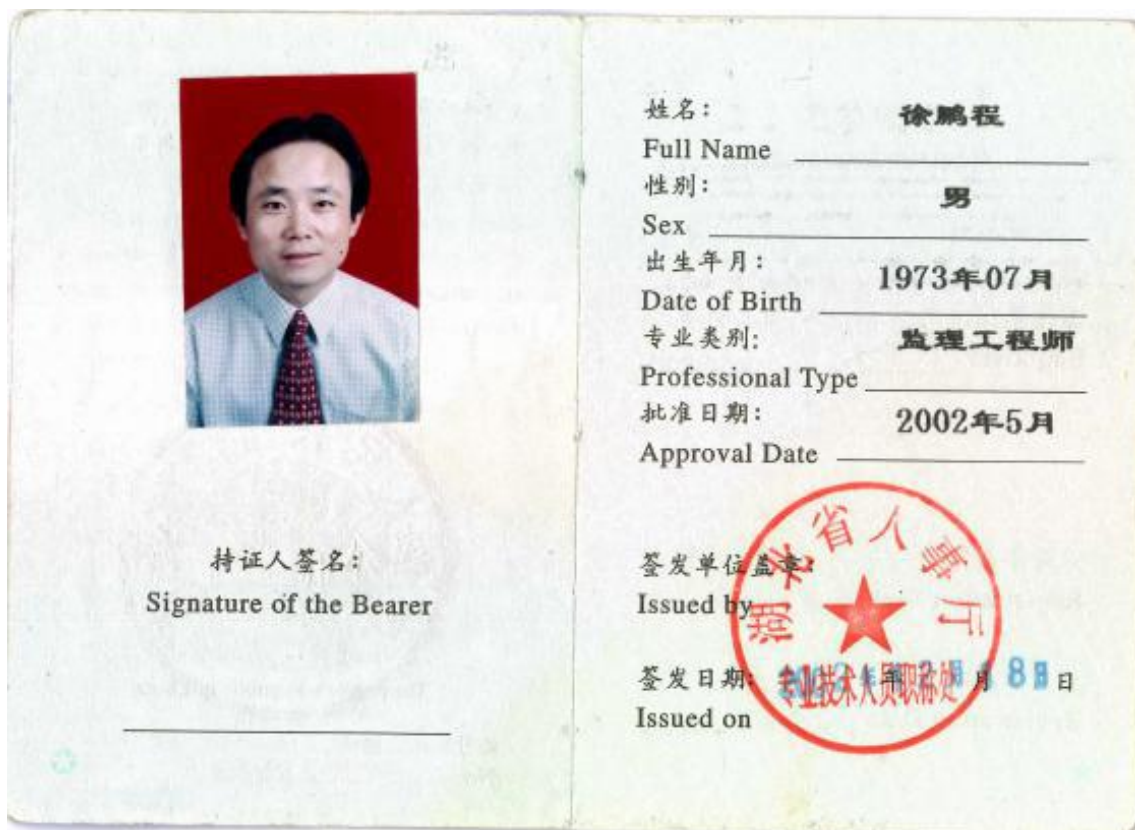 持证人签名:
Signature of the Bearer
姓名: 徐鹏程
Full Name
性别: 男
Sex
出生年月: 1973年07月
Date of Birth
专业类别: 监理工程师
Professional Type
批准日期: 2002年5月
Approval Date
湖北省人事厅
签发单位盖章:
Issued by
专业技术人员职称处
签发日期: 年 月 8日 日
Issued on